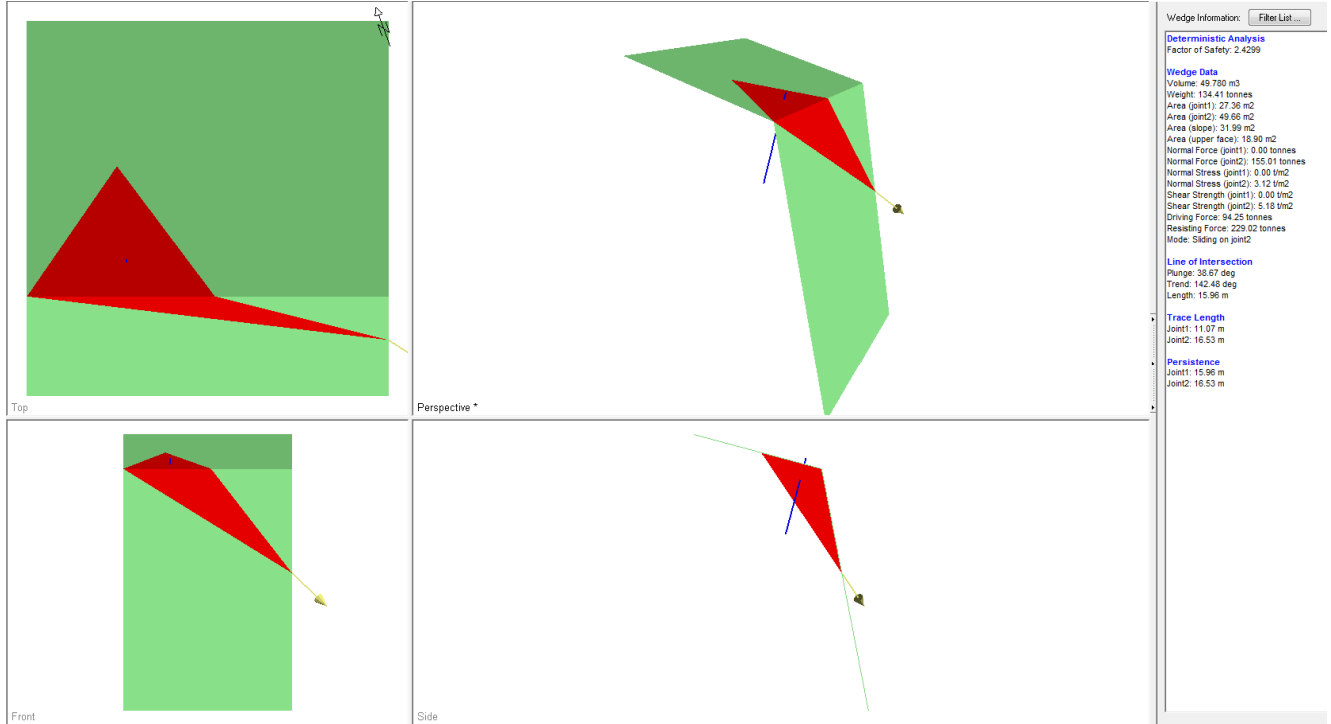 Top
Perspective *
Front
Side
Wedge Information:
Filter List ...
Deterministic Analysis
Factor of Safety: 2.4299
Wedge Data
Volume: 49.780 m3
Weight: 134.41 tonnes
Area (joint1): 27.36 m2
Area (joint2): 49.66 m2
Area (slope): 31.99 m2
Area (upper face): 18.90 m2
Normal Force (joint1): 0.00 tonnes
Normal Force (joint2): 155.01 tonnes
Normal Stress (joint1): 0.00 t/m2
Normal Stress (joint2): 3.12 t/m2
Shear Strength (joint1): 0.00 t/m2
Shear Strength (joint2): 5.18 t/m2
Driving Force: 94.25 tonnes
Resisting Force: 229.02 tonnes
Mode: Sliding on joint2
Line of Intersection
Plunge: 38.67 deg
Trend: 142.48 deg
Length: 15.96 m
Trace Length
Joint1: 11.07 m
Joint2: 16.53 m
Persistence
Joint1: 15.96 m
Joint2: 16.53 m